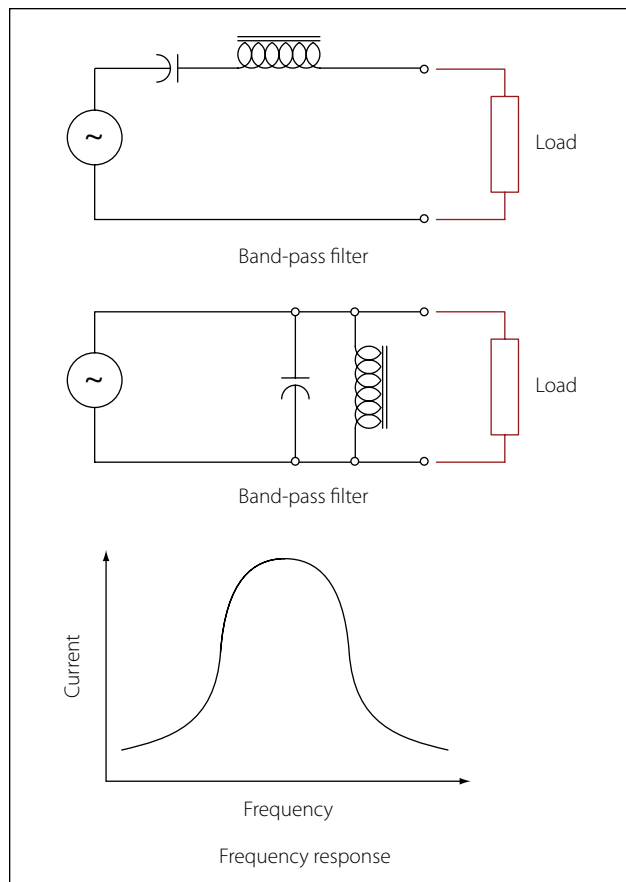 ~
Load
Band-pass filter
~
Load
Band-pass filter
Current
Frequency
Frequency response